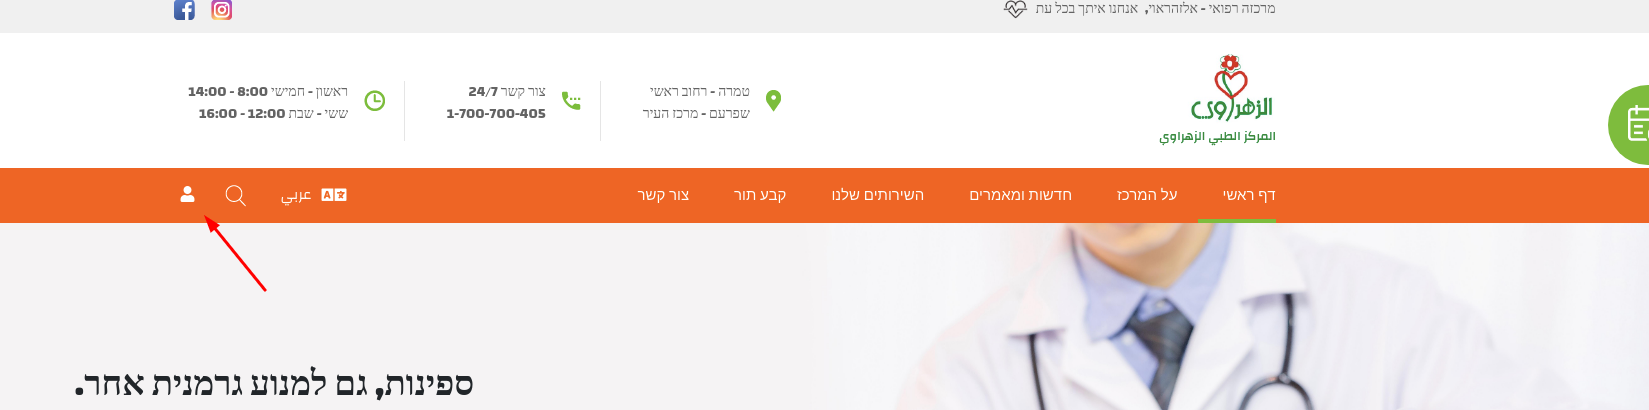 מרכזה רפואי - אלזהראוי, אנחנו איתך בכל עת
الزهراوي
المركز الطبي الزهراوي
טמרה - רחוב ראשי
שפרעם - מרכז העיר
צור קשר 24/7
1-700-700-405
ראשון - חמישי 8:00 - 14:00
ששי - שבת 12:00 - 16:00
דף ראשי
על המרכז
חדשות ומאמרים
השירותים שלנו
קבע תור
צור קשר
عربي
ספינות, גם למנוע גרמנית אחר.